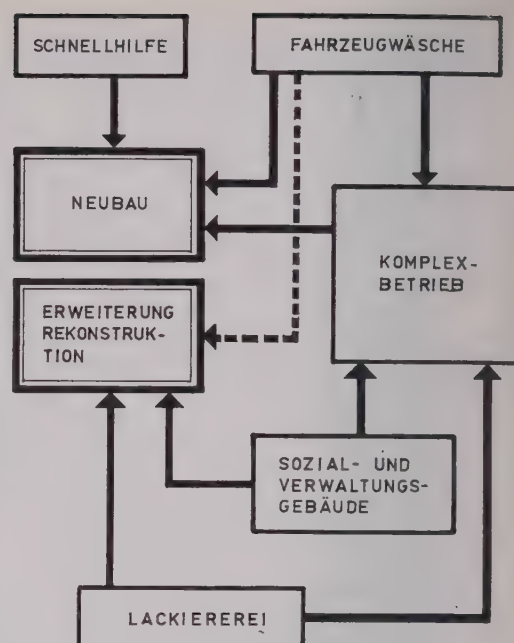 SCHNELLHILFE
FAHRZEUGWÄSCHE
NEUBAU
KOMPLEX-
BETRIEB
ERWEITERUNG
REKONSTRUK-
TION
SOZIAL- UND
VERWALTUNGS-
GEBÄUDE
LACKIEREREI